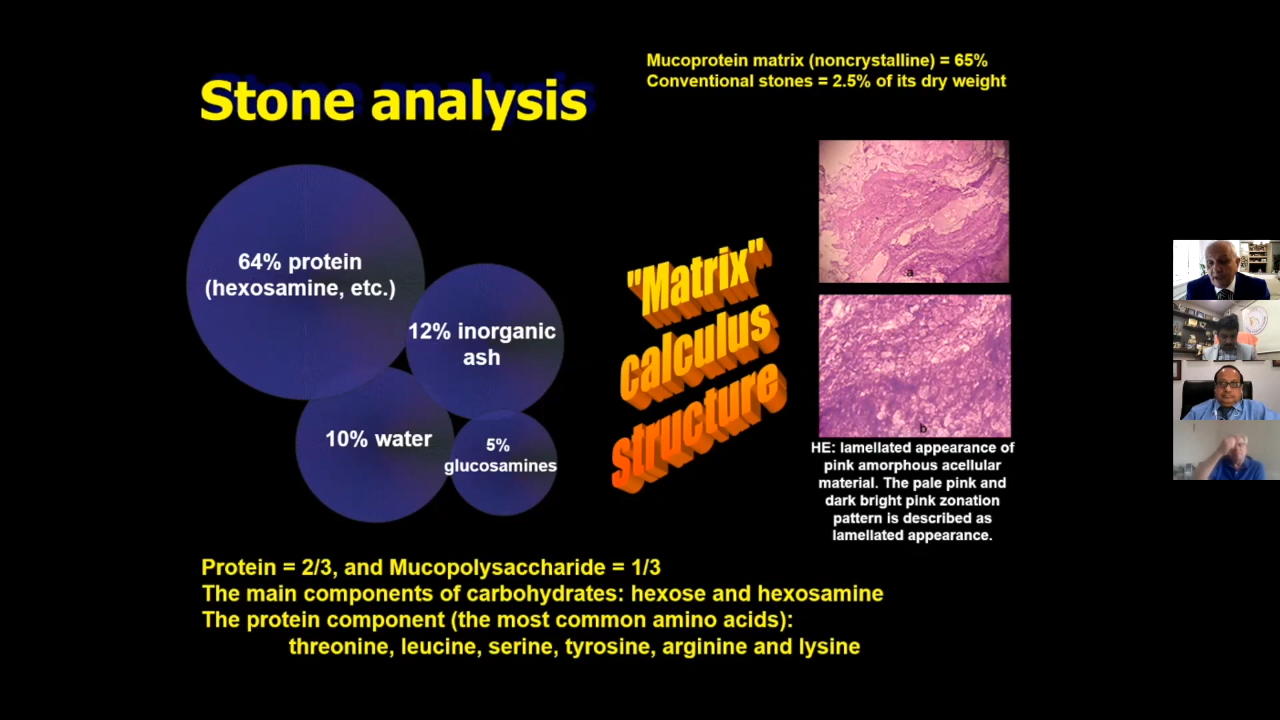 Mucoprotein matrix (noncrystalline) = 65%
Conventional stones = 2.5% of its dry weight
Stone analysis
64% protein
(hexosamine, etc.)
12% inorganic
ash
10% water
5%
glucosamines
"Matrix"
calculus
structure
a
b
HE: lamellated appearance of
pink amorphous acellular
material. The pale pink and
dark bright pink zonation
pattern is described as
lamellated appearance.
Protein = 2/3, and Mucopolysaccharide = 1/3
The main components of carbohydrates: hexose and hexosamine
The protein component (the most common amino acids):
threonine, leucine, serine, tyrosine, arginine and lysine